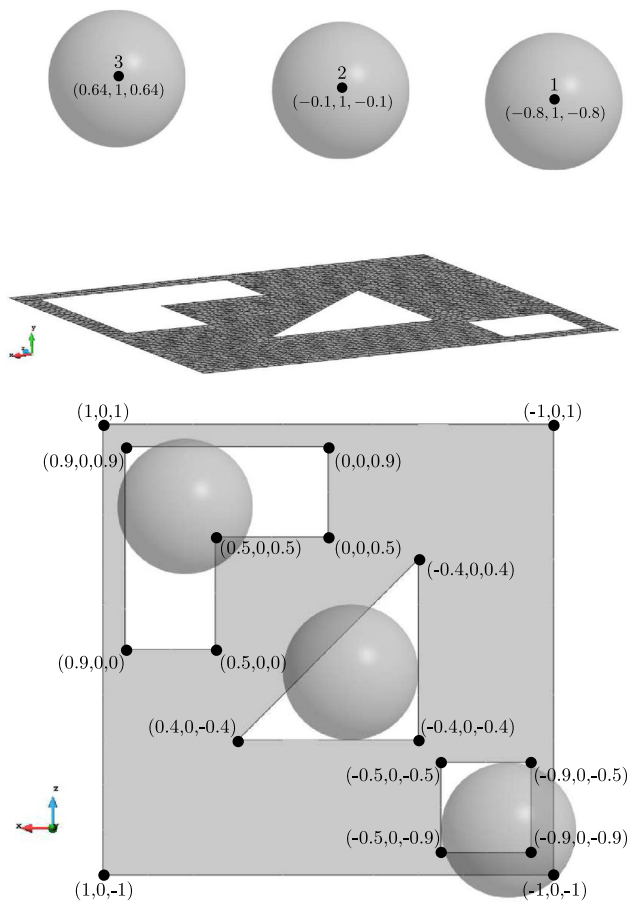 3
(0.64, 1, 0.64)
2
(−0.1, 1, −0.1)
1
(−0.8, 1, −0.8)
y
z
x
(1,0,1)
(-1,0,1)
(0.9,0,0.9)
(0,0,0.9)
(0.5,0,0.5)
(0,0,0.5)
(-0.4,0,0.4)
(0.9,0,0)
(0.5,0,0)
(0.4,0,-0.4)
(-0.4,0,-0.4)
(-0.5,0,-0.5)
(-0.9,0,-0.5)
z
x
Y
(-0.5,0,-0.9)
(-0.9,0,-0.9)
(1,0,-1)
(-1,0,-1)